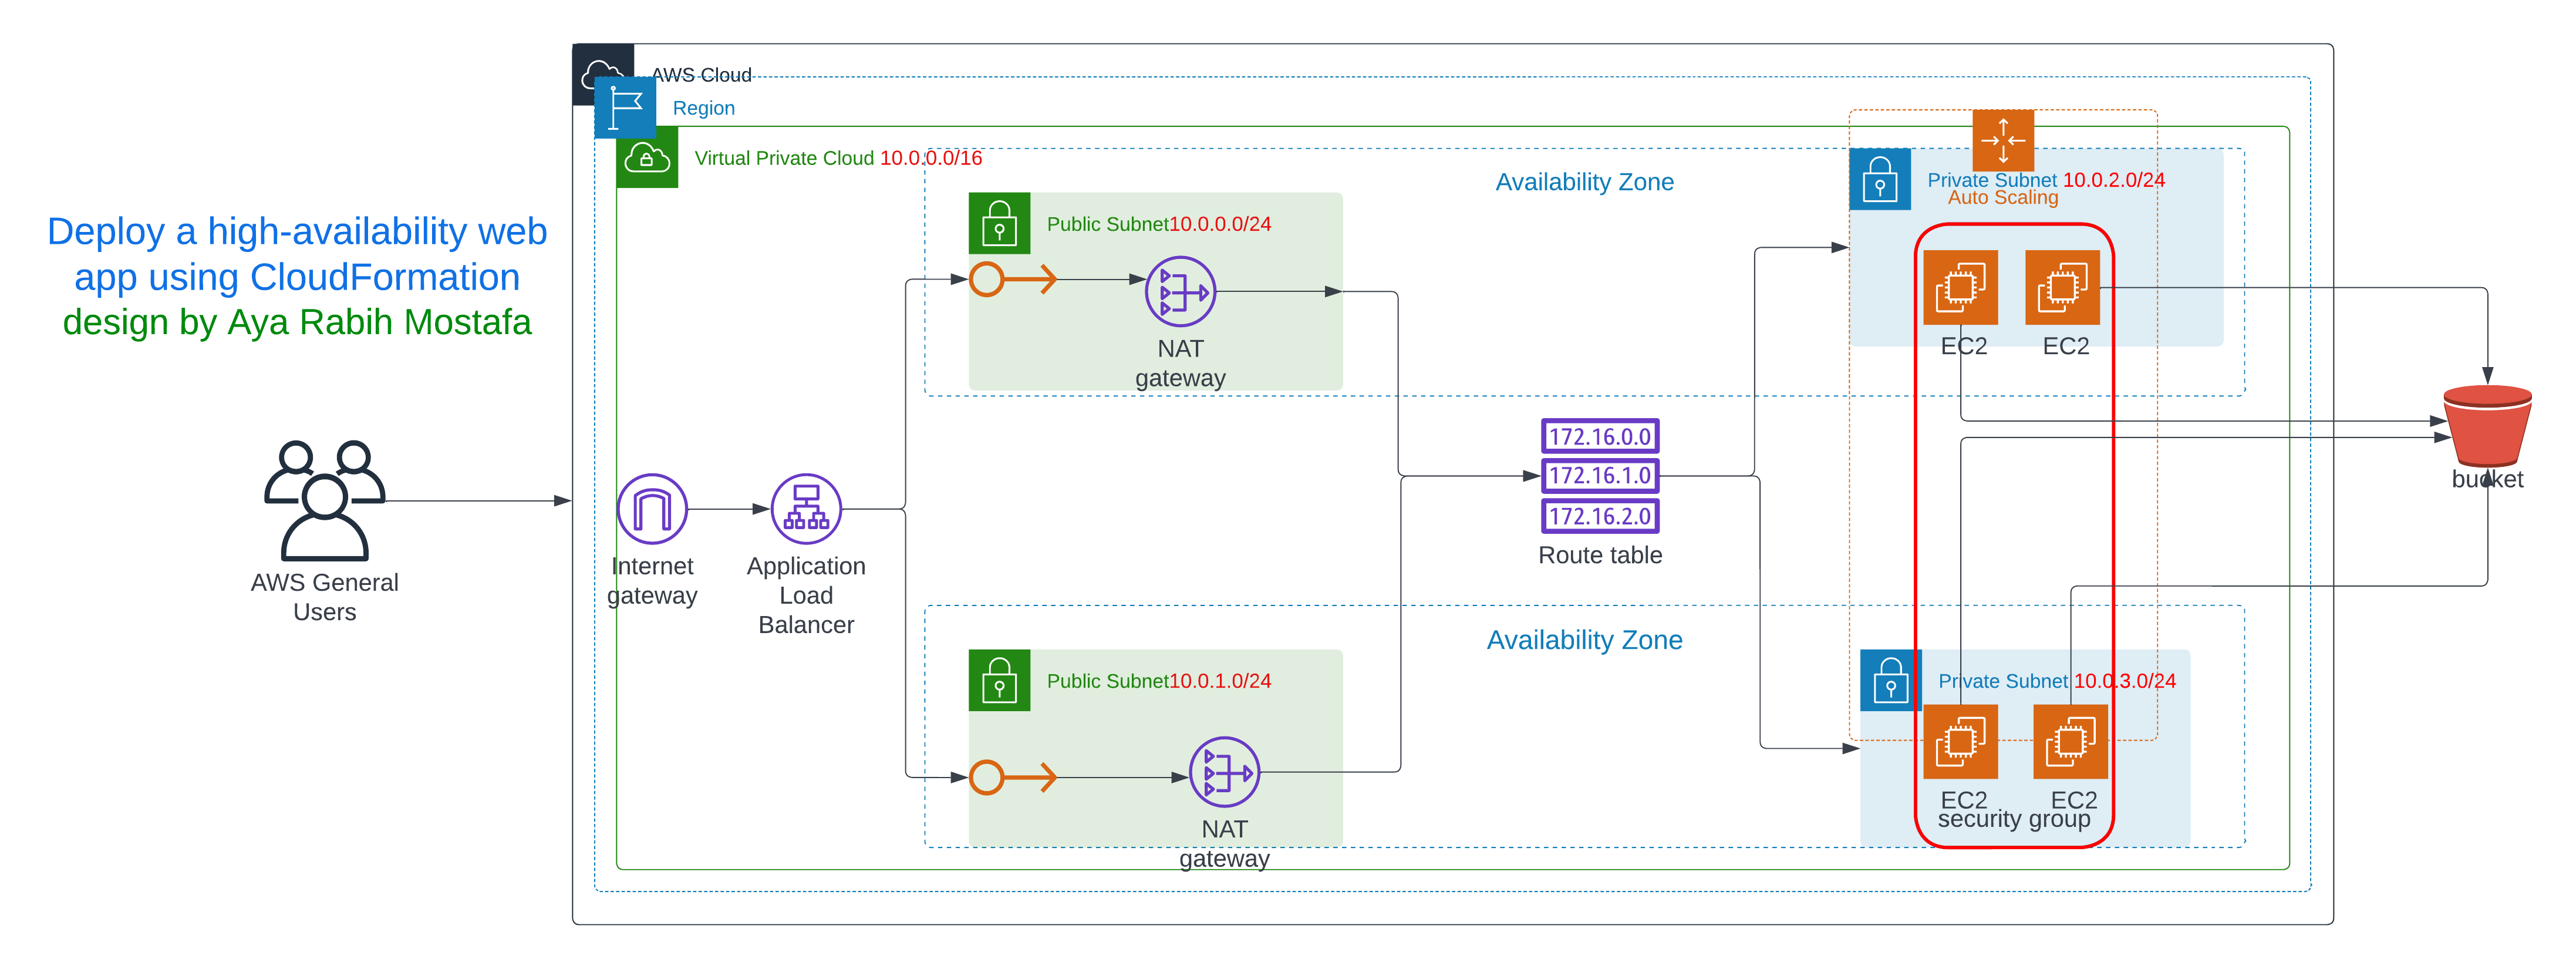 AWS Cloud
Region
Virtual Private Cloud 10.0.0.0/16
Deploy a high-availability web
app using CloudFormation
design by Aya Rabih Mostafa
AWS General
Users
Internet
gateway
Application
Load
Balancer
Availability Zone
Public Subnet10.0.0.0/24
NAT
gateway
Private Subnet 10.0.2.0/24
Auto Scaling
EC2
EC2
172.16.0.0
172.16.1.0
172.16.2.0
Route table
bucket
Availability Zone
Public Subnet10.0.1.0/24
NAT
gateway
Private Subnet 10.0.3.0/24
EC2
EC2
security group